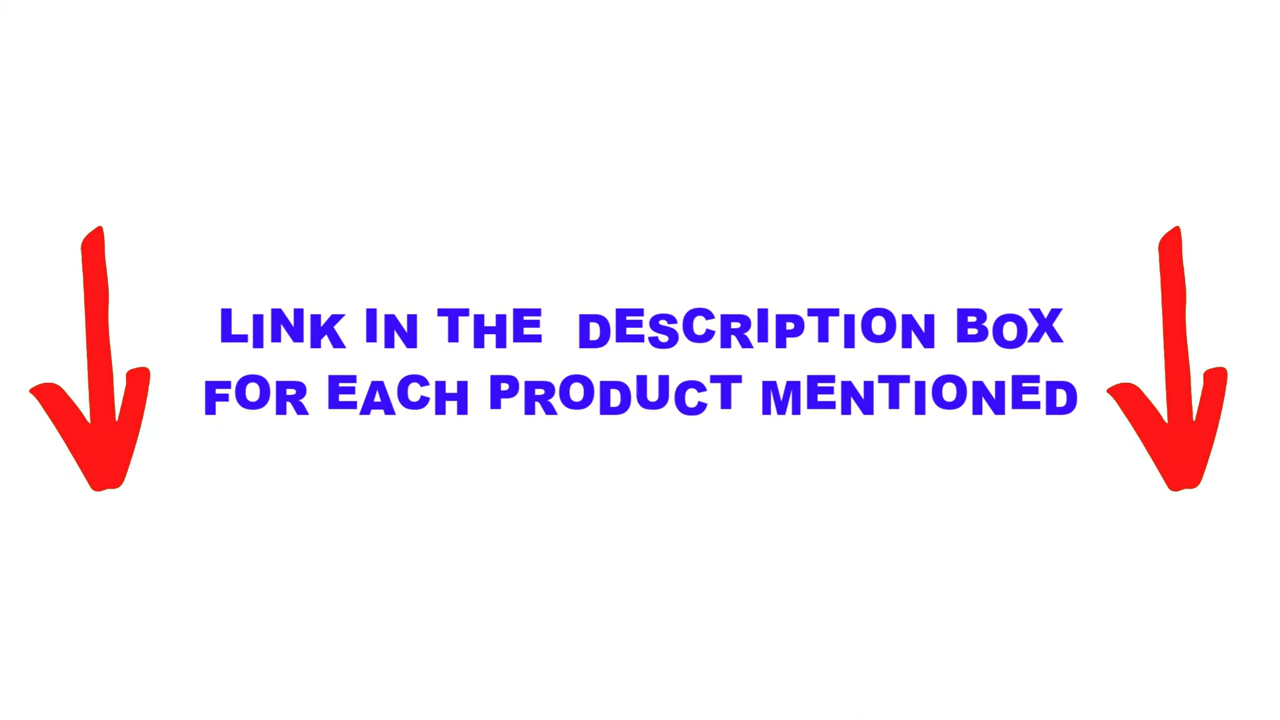 LINK IN THE DESCRIPTION BOX
FOR EACH PRODUCT MENTIONED